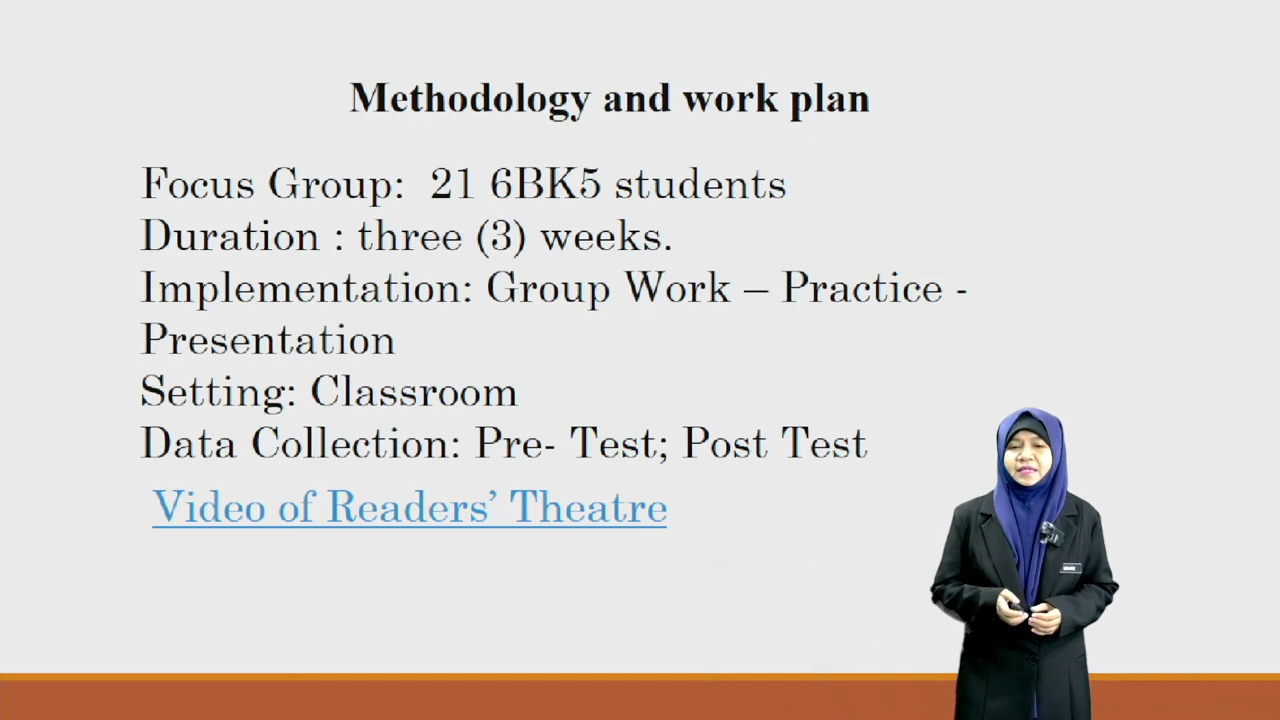 Methodology and work plan
Focus Group:  21 6BK5 students
Duration : three (3) weeks.
Implementation: Group Work – Practice -
Presentation
Setting: Classroom
Data Collection: Pre- Test; Post Test
Video of Readers’ Theatre